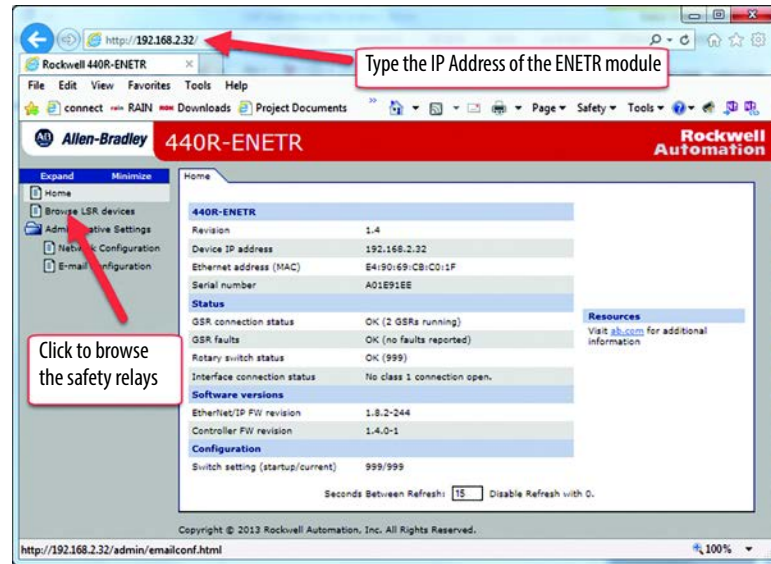 http://192.168.2.32/
Rockwell 440R-ENETR
Type the IP Address of the ENETR module
File Edit View Favorites Tools Help
connect RAIN Downloads Project Documents Page Safety Tools
Allen-Bradley 440R-ENETR Rockwell Automation
Expand Minimize
Home
Browse LSR devices
Administrative Settings
Network Configuration
E-mail Configuration
Click to browse
the safety relays
Home
440R-ENETR
Revision 1.4
Device IP address 192.168.2.32
Ethernet address (MAC) E4:90:69:CB:C0:1F
Serial number A01E91EE
Status
GSR connection status OK (2 GSRs running)
GSR faults OK (no faults reported)
Rotary switch status OK (999)
Interface connection status No class 1 connection open.
Software versions
EtherNet/IP FW revision 1.8.2-244
Controller FW revision 1.4.0-1
Configuration
Switch setting (startup/current) 999/999
Seconds Between Refresh: 15 Disable Refresh with 0.
Resources
Visit ab.com for additional
information
Copyright © 2013 Rockwell Automation, Inc. All Rights Reserved.
http://192.168.2.32/admin/emailconf.html 100%